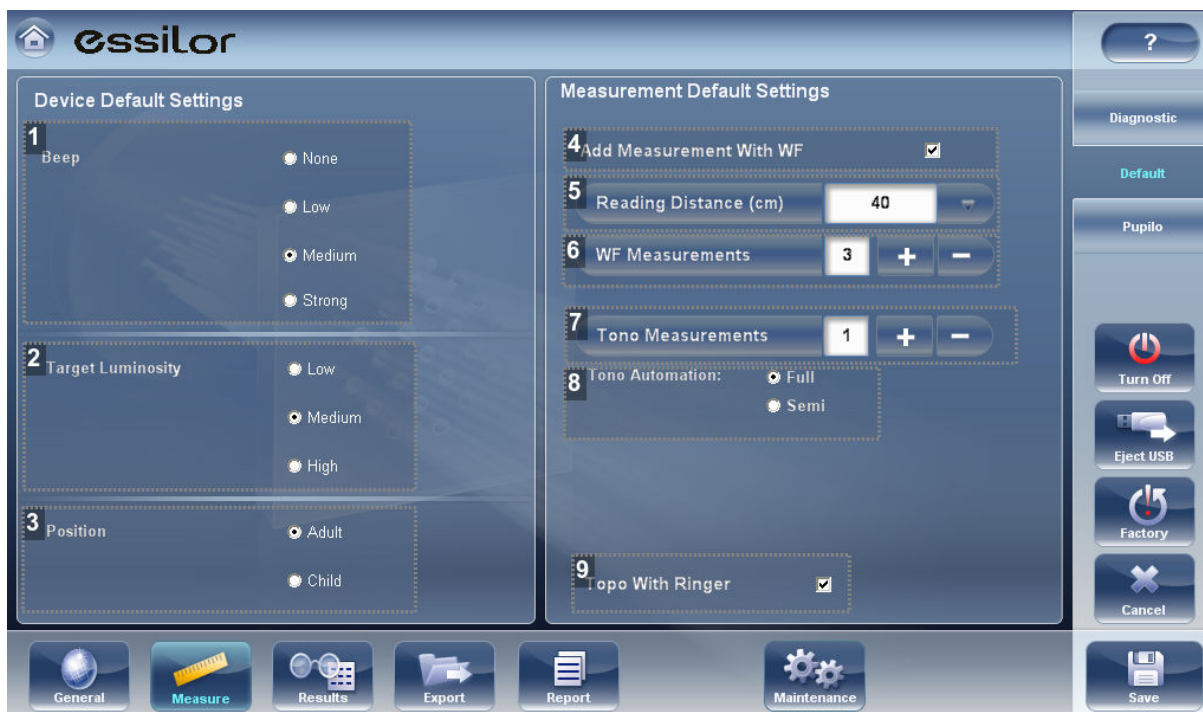 essilor
?
Device Default Settings
1
Beep
None
Low
Medium
Strong
2
Target Luminosity
Low
Medium
High
3
Position
Adult
Child
Measurement Default Settings
4
Add Measurement With WF
5
Reading Distance (cm) 40
6
WF Measurements 3 + −
7
Tono Measurements 1 + −
8
Tono Automation: Full
Semi
9
Topo With Ringer
Diagnostic
Default
Pupilo
Turn Off
Eject USB
Factory
Cancel
General
Measure
Results
Export
Report
Maintenance
Save